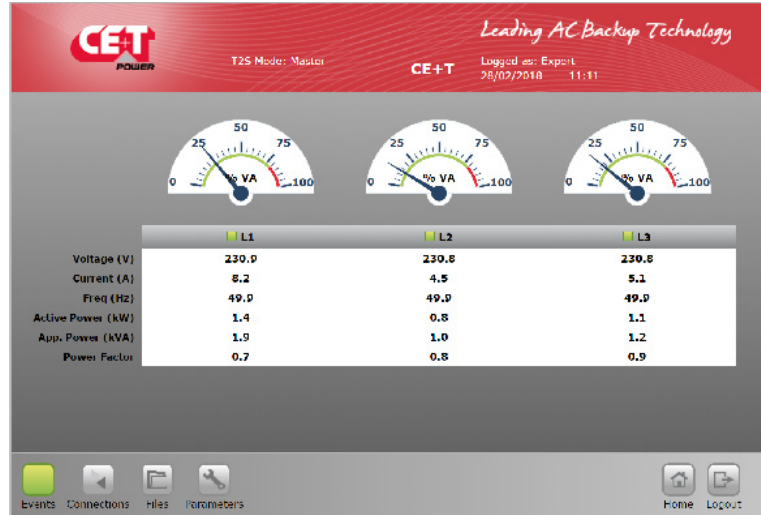 CE+T
POWER
Leading AC Backup Technology
T2S Mode: Master
CE+T
Logged as: Expert
28/02/2018 11:11
0 25 50 75 100
% VA
0 25 50 75 100
% VA
0 25 50 75 100
% VA
L1 L2 L3
Voltage (V) 230.9 230.8 230.8
Current (A) 8.2 4.5 5.1
Freq (Hz) 49.9 49.9 49.9
Active Power (kW) 1.4 0.8 1.1
App. Power (kVA) 1.9 1.0 1.2
Power Factor 0.7 0.8 0.9
Events Connections Files Parameters Home Logout